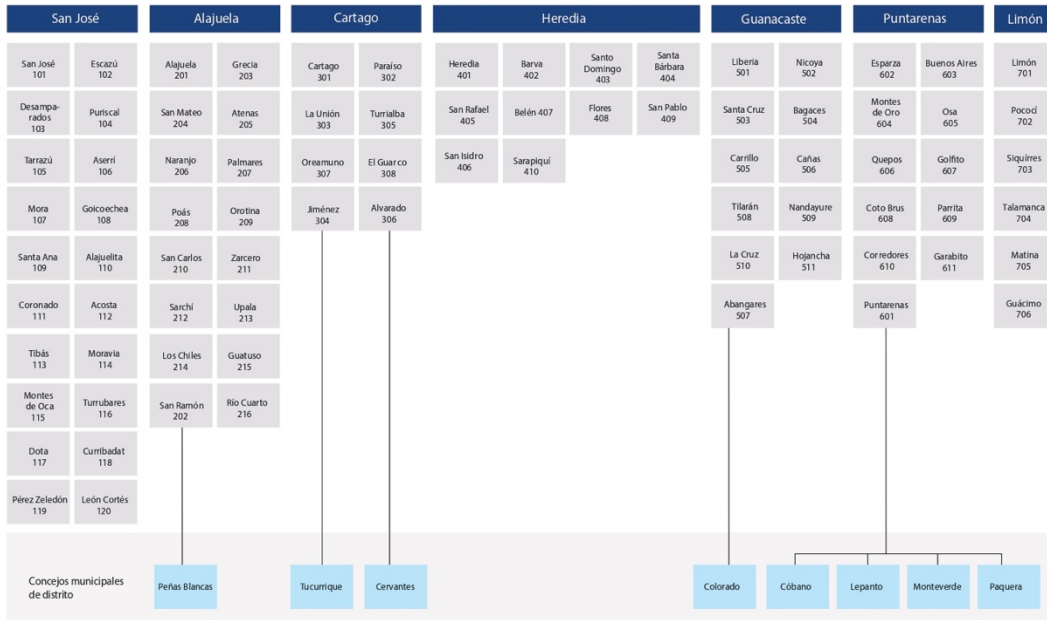 San José
Alajuela
Cartago
Heredia
Guanacaste
Puntarenas
Limón
San José
101
Escazú
102
Desampa-
rados
103
Puriscal
104
Tarrazú
105
Aserrí
106
Mora
107
Goicoechea
108
Santa Ana
109
Alajuelita
110
Coronado
111
Acosta
112
Tibás
113
Moravia
114
Montes
de Oca
115
Turrubares
116
Dota
117
Curribadat
118
Pérez Zeledón
119
León Cortés
120
Alajuela
201
Grecia
203
San Mateo
204
Atenas
205
Naranjo
206
Palmares
207
Poás
208
Orotina
209
San Carlos
210
Zarcero
211
Sarchí
212
Upala
213
Los Chiles
214
Guatuso
215
San Ramón
202
Río Cuarto
216
Cartago
301
Paraíso
302
La Unión
303
Turrialba
305
Oreamuno
307
El Guarco
308
Jiménez
304
Alvarado
306
Heredia
401
Barva
402
Santo
Domingo
403
Santa
Bárbara
404
San Rafael
405
Belén 407
Flores
408
San Pablo
409
San Isidro
406
Sarapiquí
410
Liberia
501
Nicoya
502
Santa Cruz
503
Bagaces
504
Carrillo
505
Cañas
506
Tilarán
508
Nandayure
509
La Cruz
510
Hojancha
511
Abangares
507
Esparza
602
Buenos Aires
603
Montes
de Oro
604
Osa
605
Quepos
606
Golfito
607
Coto Brus
608
Parrita
609
Corredores
610
Garabito
611
Puntarenas
601
Limón
701
Pococí
702
Siquirres
703
Talamanca
704
Matina
705
Guácimo
706
Concejos municipales
de distrito
Peñas Blancas
Tucurrique
Cervantes
Colorado
Cóbano
Lepanto
Monteverde
Paquera